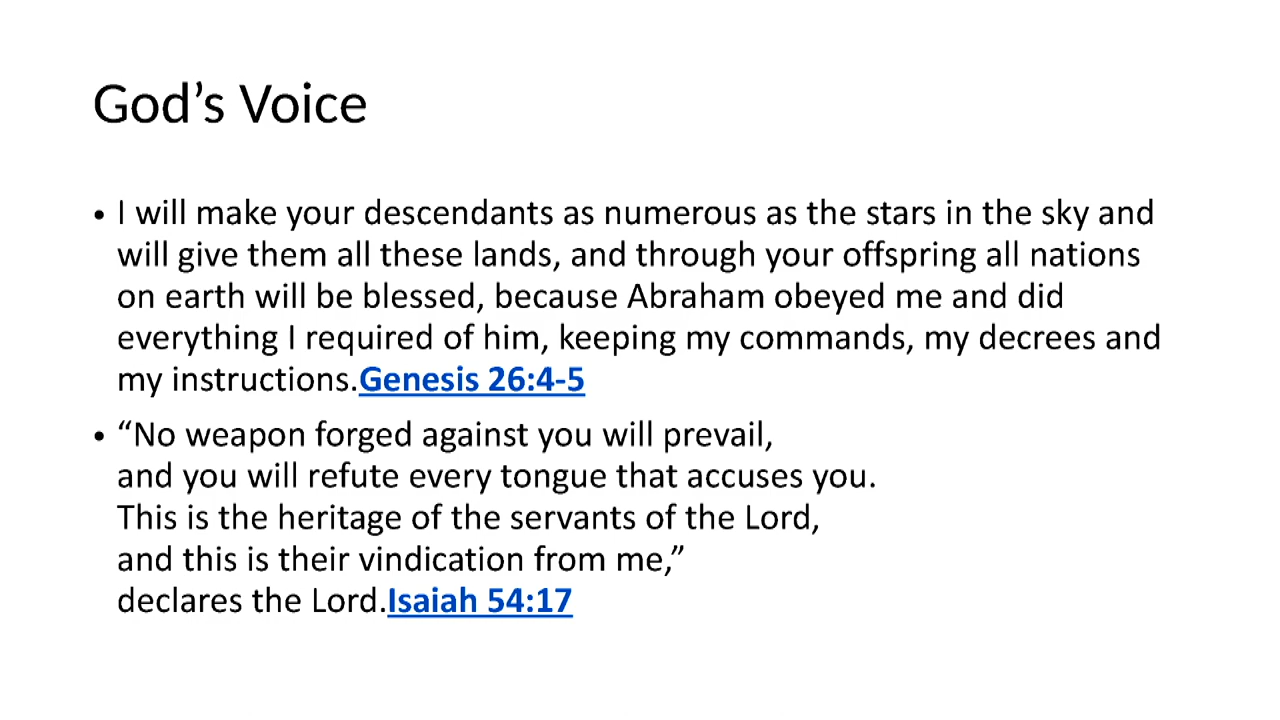 God’s Voice
• I will make your descendants as numerous as the stars in the sky and
will give them all these lands, and through your offspring all nations
on earth will be blessed, because Abraham obeyed me and did
everything I required of him, keeping my commands, my decrees and
my instructions.Genesis 26:4-5
• “No weapon forged against you will prevail,
and you will refute every tongue that accuses you.
This is the heritage of the servants of the Lord,
and this is their vindication from me,”
declares the Lord.Isaiah 54:17